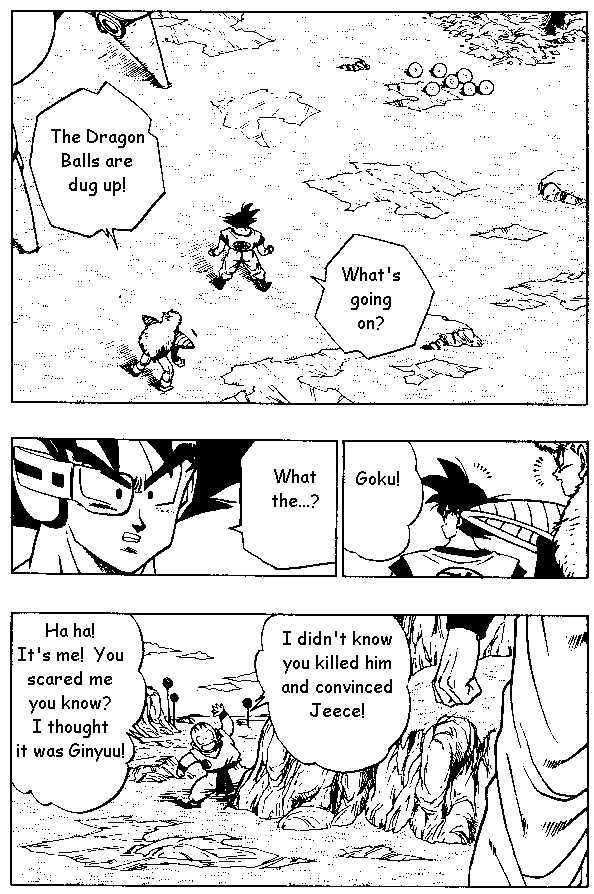 The Dragon
Balls are
dug up!
What's
going
on?
What
the...?
Goku!
Ha ha!
It's me! You
scared me
you know?
I thought
it was Ginyuu!
I didn't know
you killed him
and convinced
Jeece!